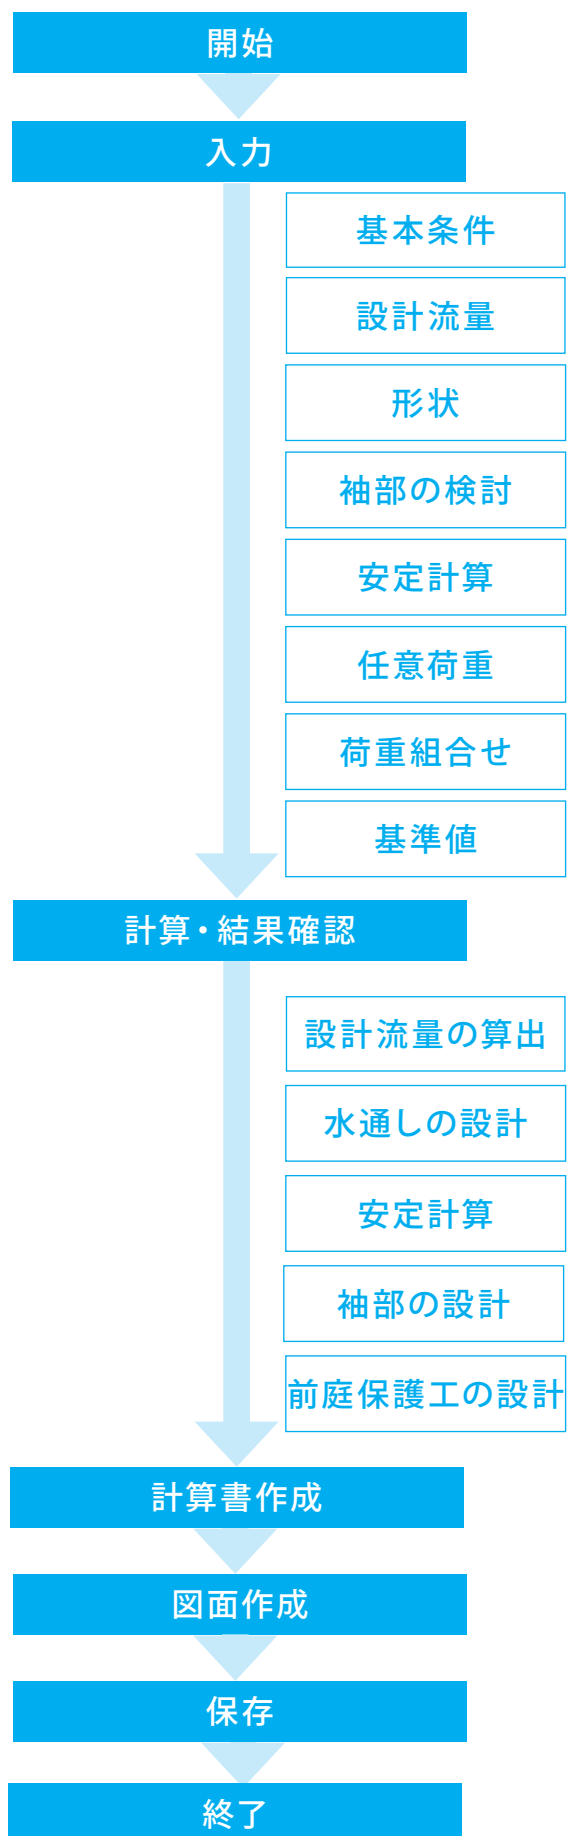 開始
入力
基本条件
設計流量
形状
袖部の検討
安定計算
任意荷重
荷重組合せ
基準値
計算・結果確認
設計流量の算出
水通しの設計
安定計算
袖部の設計
前庭保護工の設計
計算書作成
図面作成
保存
終了